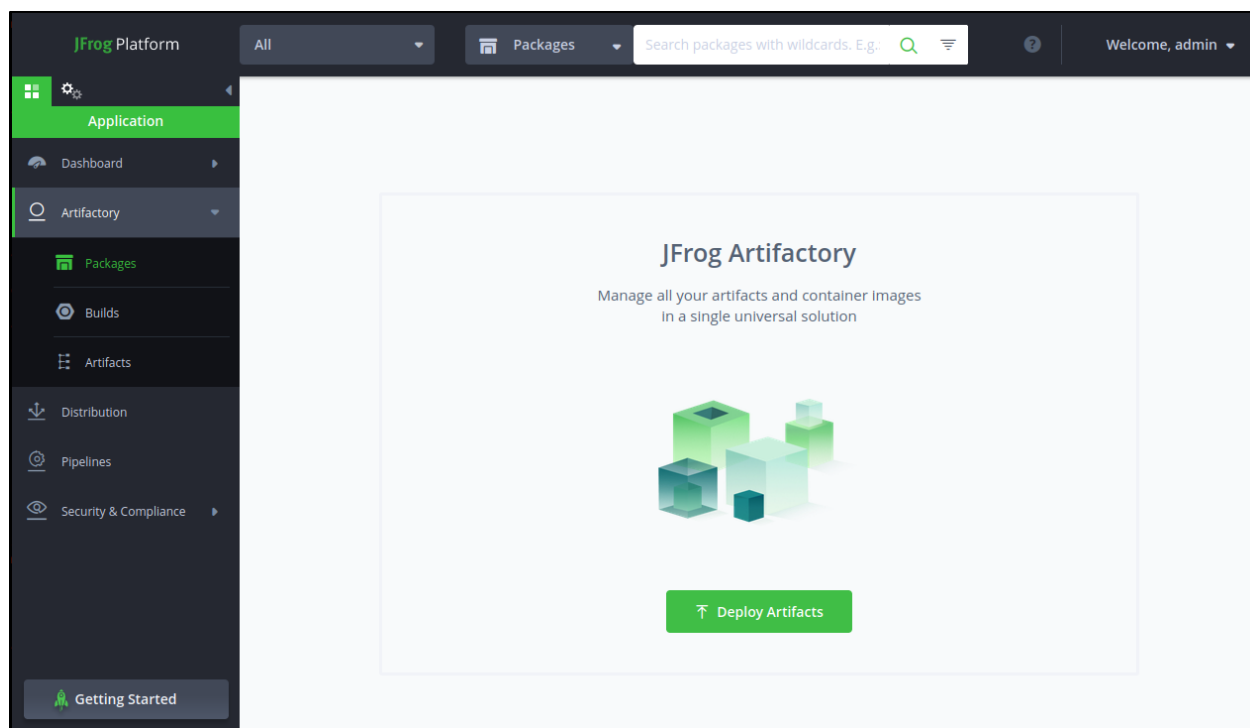 JFrog Platform
All
Packages
Search packages with wildcards. E.g.
?
Welcome, admin
Application
Dashboard
Artifactory
Packages
Builds
Artifacts
Distribution
Pipelines
Security & Compliance
Getting Started
JFrog Artifactory
Manage all your artifacts and container images
in a single universal solution
Deploy Artifacts